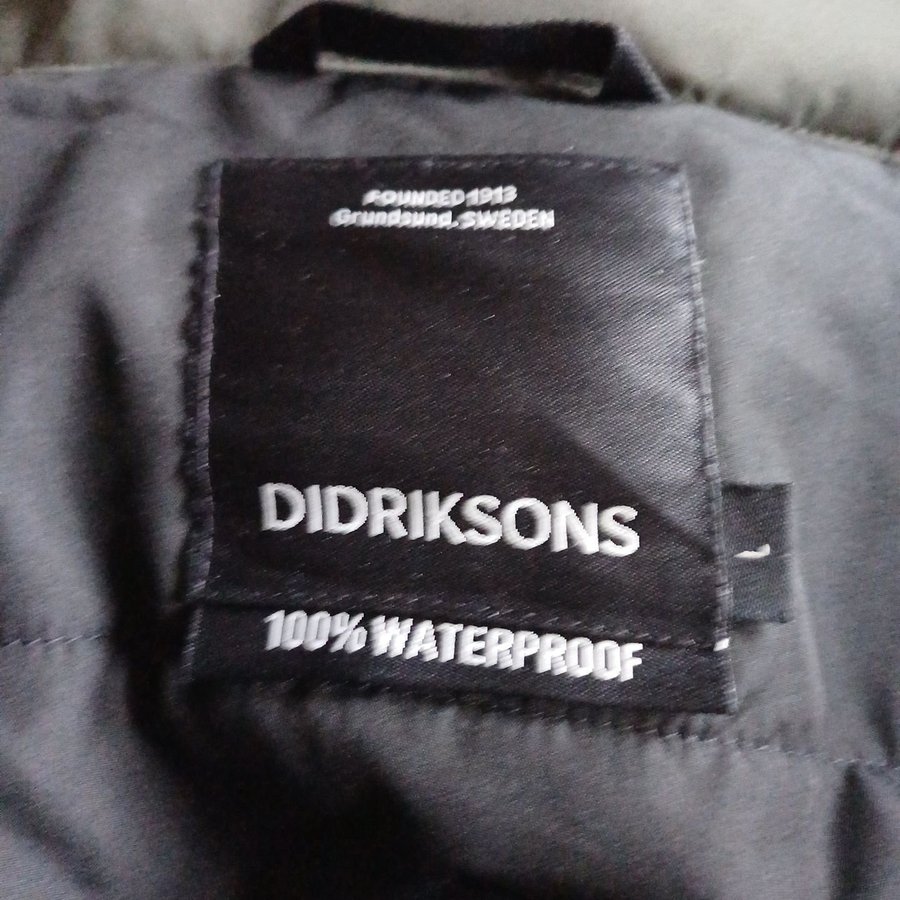 FOUNDED 1913
Grundsund. SWEDEN
DIDRIKSONS
100% WATERPROOF
L